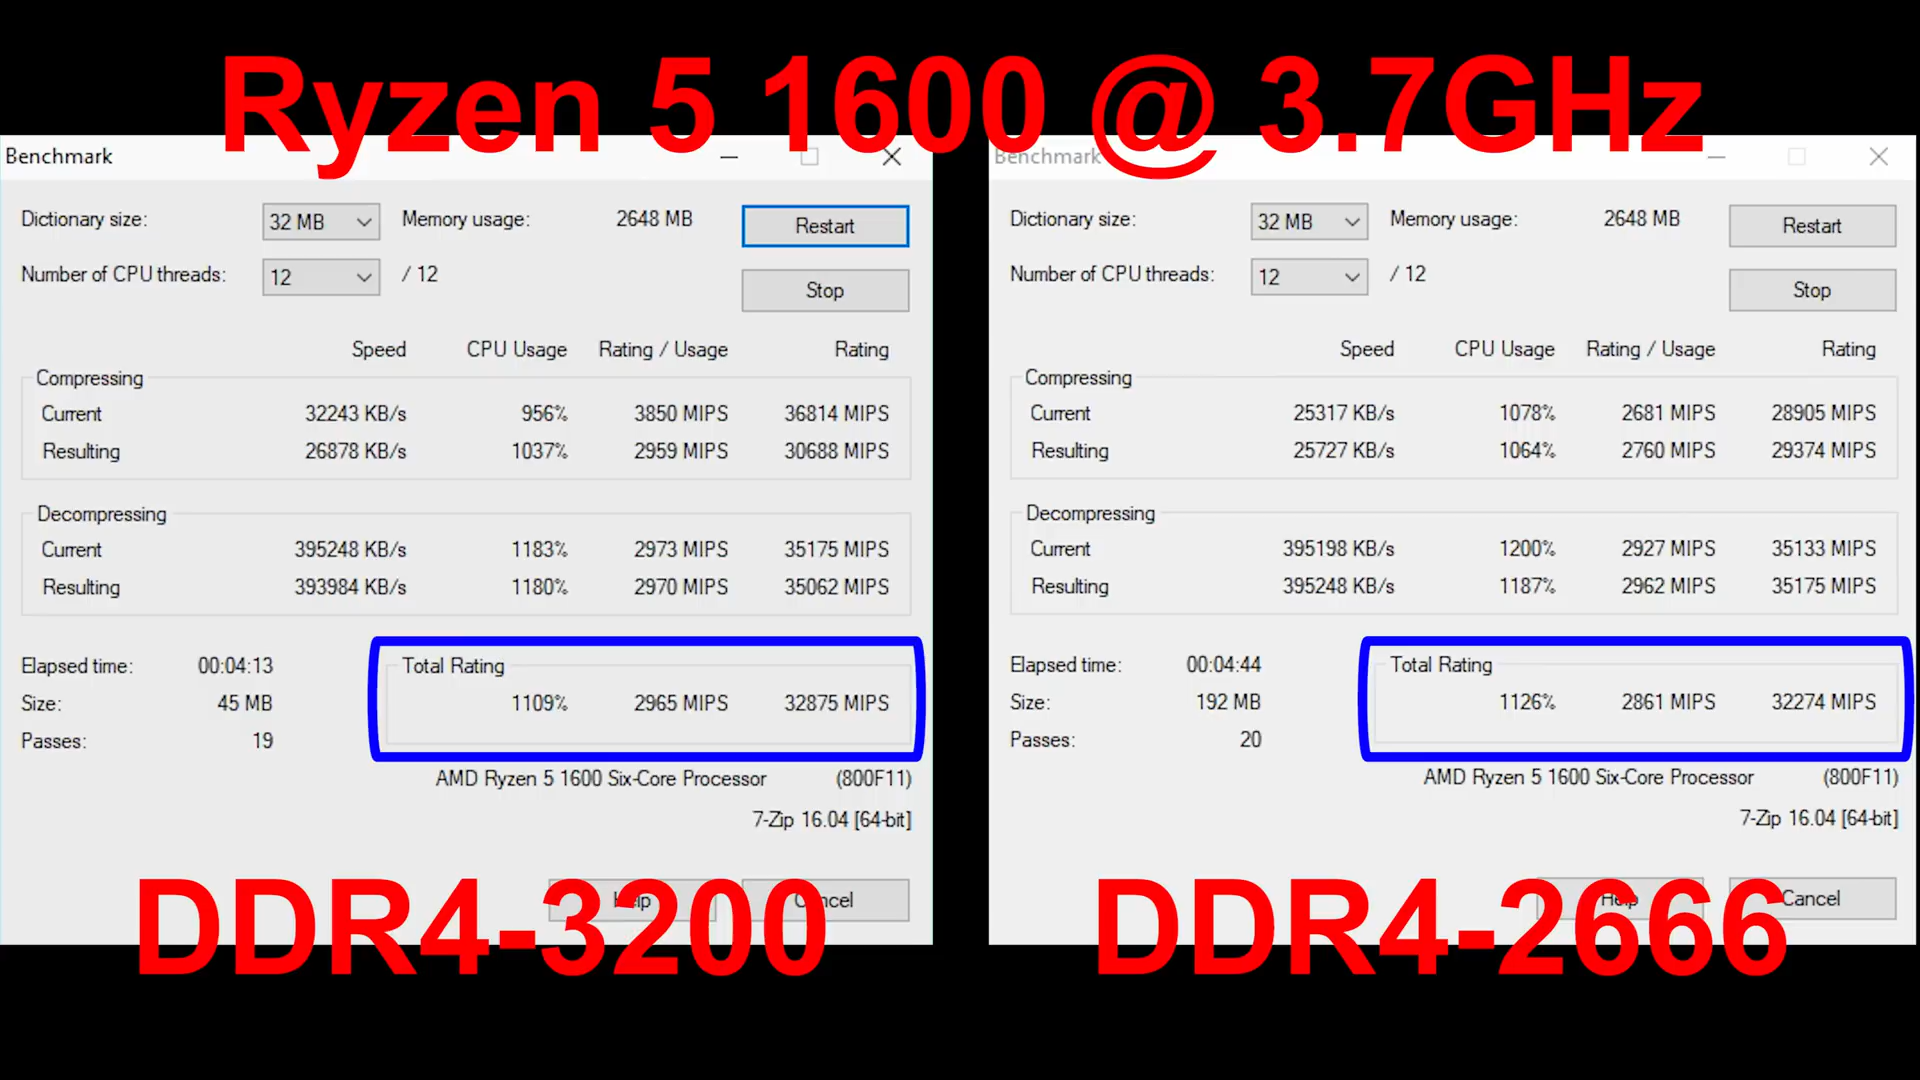 Ryzen 5 1600 @ 3.7GHz
Benchmark
Dictionary size: 32 MB Memory usage: 2648 MB Restart
Number of CPU threads: 12 / 12 Stop
Speed CPU Usage Rating / Usage Rating
Compressing
Current 32243 KB/s 956% 3850 MIPS 36814 MIPS
Resulting 26878 KB/s 1037% 2959 MIPS 30688 MIPS
Decompressing
Current 395248 KB/s 1183% 2973 MIPS 35175 MIPS
Resulting 393984 KB/s 1180% 2970 MIPS 35062 MIPS
Elapsed time: 00:04:13 Total Rating
Size: 45 MB 1109% 2965 MIPS 32875 MIPS
Passes: 19
AMD Ryzen 5 1600 Six-Core Processor (800F11)
7-Zip 16.04 [64-bit]
Help Cancel
DDR4-3200
Benchmark
Dictionary size: 32 MB Memory usage: 2648 MB Restart
Number of CPU threads: 12 / 12 Stop
Speed CPU Usage Rating / Usage Rating
Compressing
Current 25317 KB/s 1078% 2681 MIPS 28905 MIPS
Resulting 25727 KB/s 1064% 2760 MIPS 29374 MIPS
Decompressing
Current 395198 KB/s 1200% 2927 MIPS 35133 MIPS
Resulting 395248 KB/s 1187% 2962 MIPS 35175 MIPS
Elapsed time: 00:04:44 Total Rating
Size: 192 MB 1126% 2861 MIPS 32274 MIPS
Passes: 20
AMD Ryzen 5 1600 Six-Core Processor (800F11)
7-Zip 16.04 [64-bit]
Help Cancel
DDR4-2666